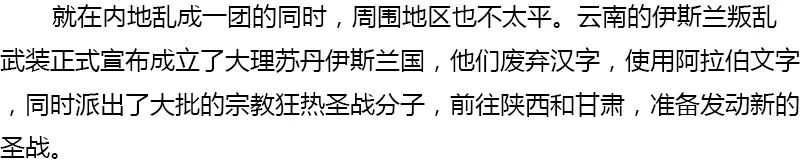 就在内地乱成一团的同时，周围地区也不太平。云南的伊斯兰叛乱
武装正式宣布成立了大理苏丹伊斯兰国，他们废弃汉字，使用阿拉伯文字
，同时派出了大批的宗教狂热圣战分子，前往陕西和甘肃，准备发动新的
圣战。